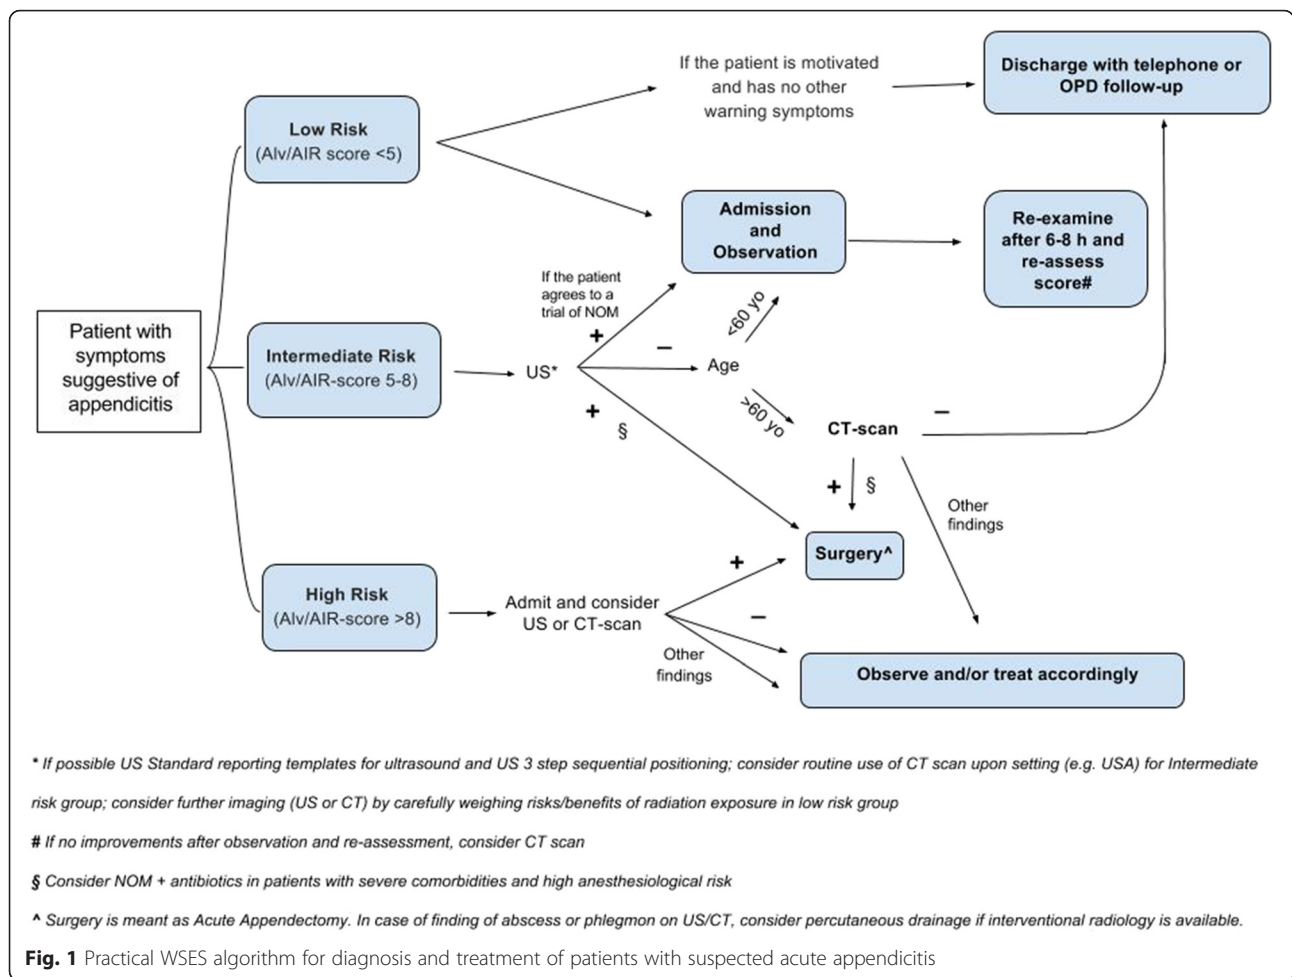 If the patient is motivated
and has no other
warning symptoms
Discharge with telephone or
OPD follow-up
Low Risk
(Alv/AIR score <5)
Admission
and
Observation
Re-examine
after 6-8 h and
re-assess
score#
If the patient
agrees to a
trial of NOM
+
<60 yo
Patient with
symptoms
suggestive of
appendicitis
Intermediate Risk
(Alv/AIR-score 5-8)
US*
−
Age
+
§
>60 yo
CT-scan
−
+
§
Other
findings
Surgery^
High Risk
(Alv/AIR-score >8)
Admit and consider
US or CT-scan
+
−
Other
findings
Observe and/or treat accordingly
* If possible US Standard reporting templates for ultrasound and US 3 step sequential positioning; consider routine use of CT scan upon setting (e.g. USA) for Intermediate
risk group; consider further imaging (US or CT) by carefully weighing risks/benefits of radiation exposure in low risk group
# If no improvements after observation and re-assessment, consider CT scan
§ Consider NOM + antibiotics in patients with severe comorbidities and high anesthesiological risk
^ Surgery is meant as Acute Appendectomy. In case of finding of abscess or phlegmon on US/CT, consider percutaneous drainage if interventional radiology is available.
Fig. 1 Practical WSES algorithm for diagnosis and treatment of patients with suspected acute appendicitis